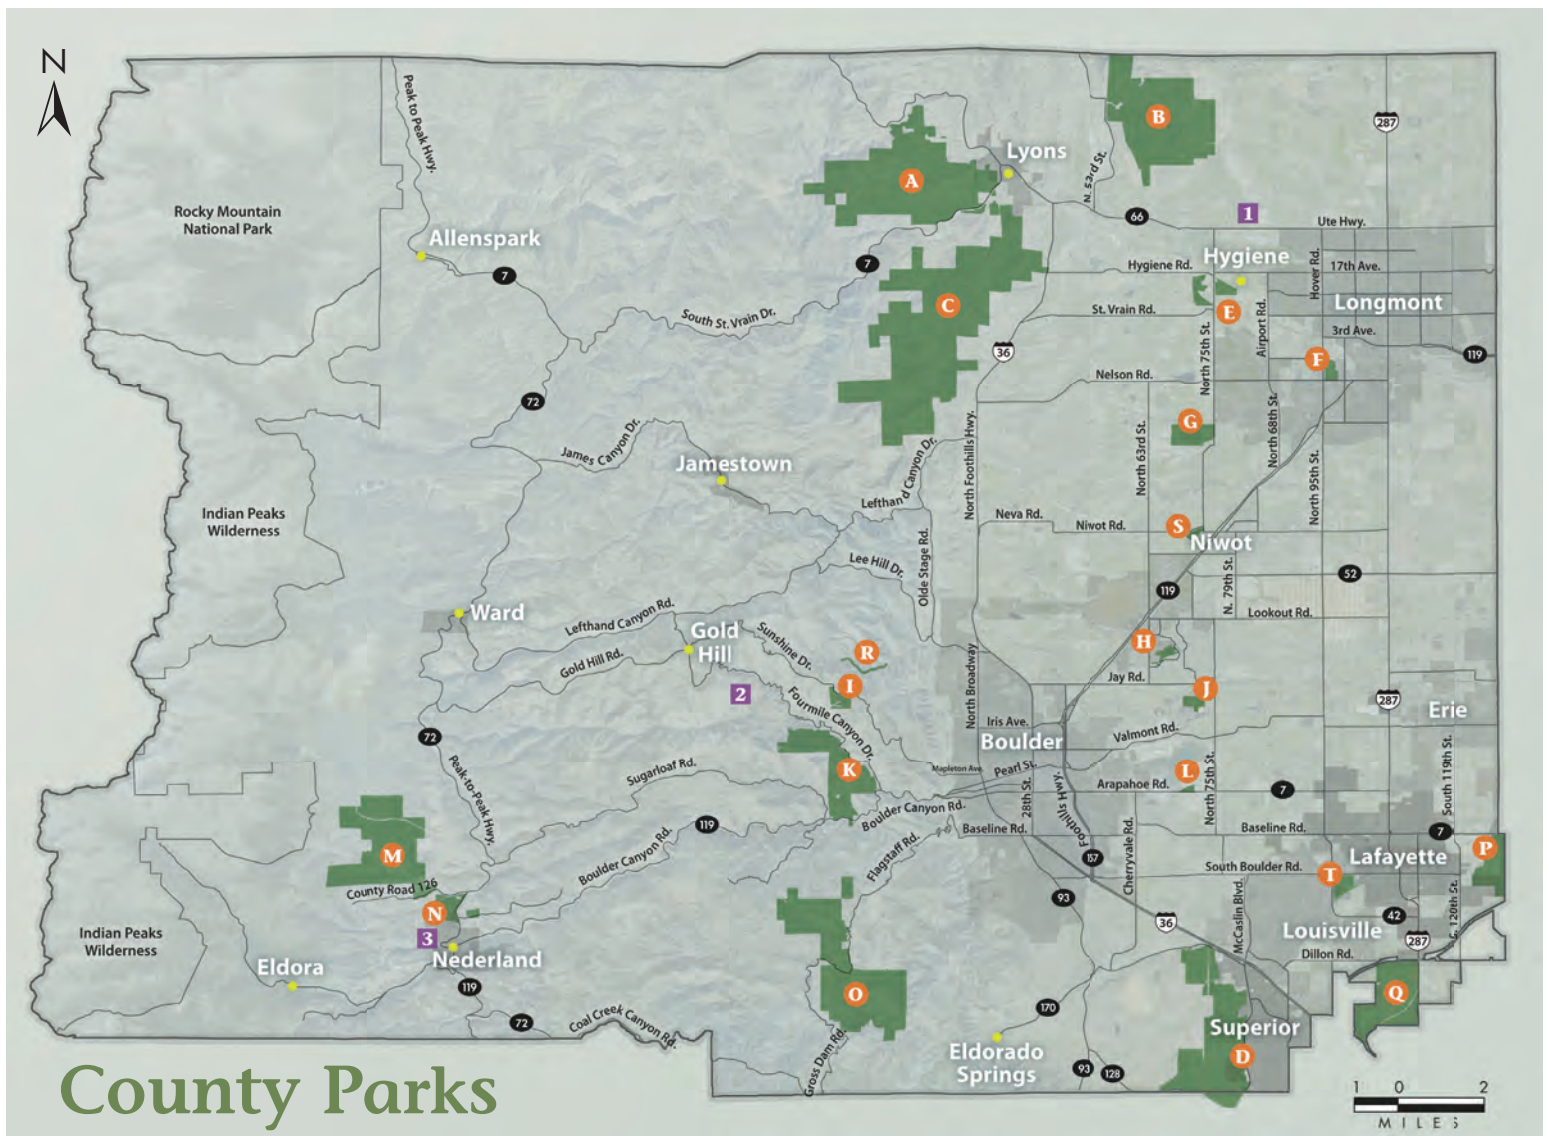 N
Peak to Peak Hwy.
Rocky Mountain
National Park
Allenspark
7
A
Lyons
B
N. 53rd St.
287
66
1
Ute Hwy.
7
Hygiene
Hygiene Rd.
Hover Rd.
17th Ave.
C
E
St. Vrain Rd.
Airport Rd.
Longmont
South St. Vrain Dr.
36
North 75th St.
3rd Ave.
F
119
72
Nelson Rd.
James Canyon Dr.
Jamestown
Lefthand Canyon Dr.
North Foothills Hwy.
North 63rd St.
G
North 68th St.
North 95th St.
Indian Peaks
Wilderness
Neva Rd.
Niwot Rd.
S
Niwot
Lee Hill Dr.
Olde Stage Rd.
119
N. 79th St.
52
Lookout Rd.
Ward
Lefthand Canyon Rd.
Gold
Hill
Gold Hill Rd.
Sunshine Dr.
R
I
H
Jay Rd.
J
2
Fourmile Canyon Dr.
North Broadway
Iris Ave.
Boulder
Valmont Rd.
287
Erie
72
Peak-to-Peak Hwy.
Sugarloaf Rd.
K
Mapleton Ave.
Pearl St.
28th St.
Foothills Hwy.
Arapahoe Rd.
L
North 75th St.
7
South 119th St.
119
Boulder Canyon Rd.
Boulder Canyon Rd.
Baseline Rd.
Baseline Rd.
7
M
County Road 126
Flagstaff Rd.
157
Cherryvale Rd.
South Boulder Rd.
Lafayette
P
T
N
3
Nederland
93
36
McCaslin Blvd.
Louisville
42
S. 120th St.
287
Dillon Rd.
Indian Peaks
Wilderness
Eldora
119
72
Coal Creek Canyon Rd.
O
Gross Dam Rd.
170
Eldorado
Springs
93
128
Superior
D
Q
County Parks
1 0 2
MILES